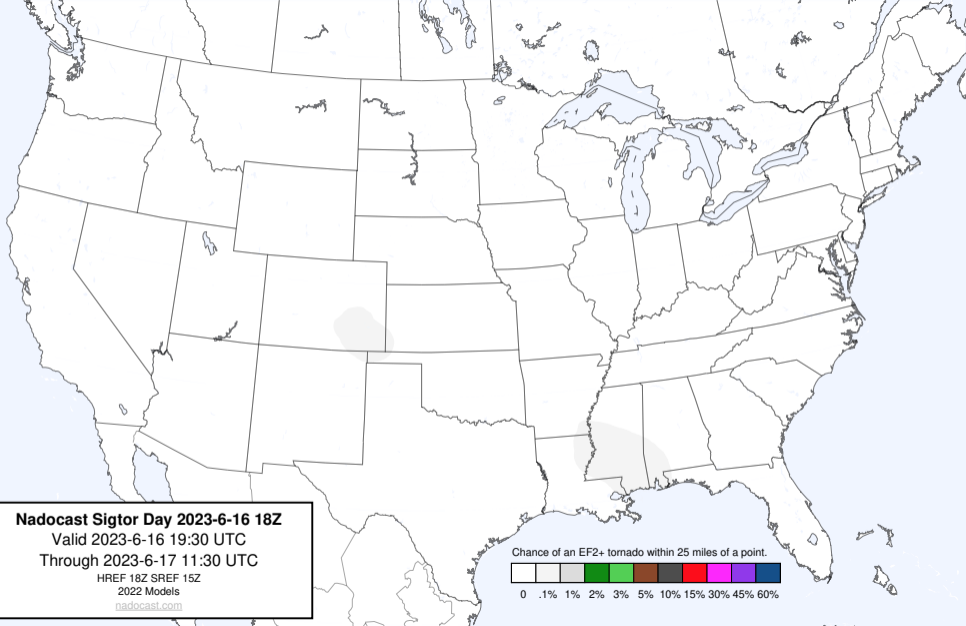 Nadocast Sigtor Day 2023-6-16 18Z
Valid 2023-6-16 19:30 UTC
Through 2023-6-17 11:30 UTC
HREF 18Z SREF 15Z
2022 Models
nadocast.com
Chance of an EF2+ tornado within 25 miles of a point.
0 .1% 1% 2% 3% 5% 10% 15% 30% 45% 60%